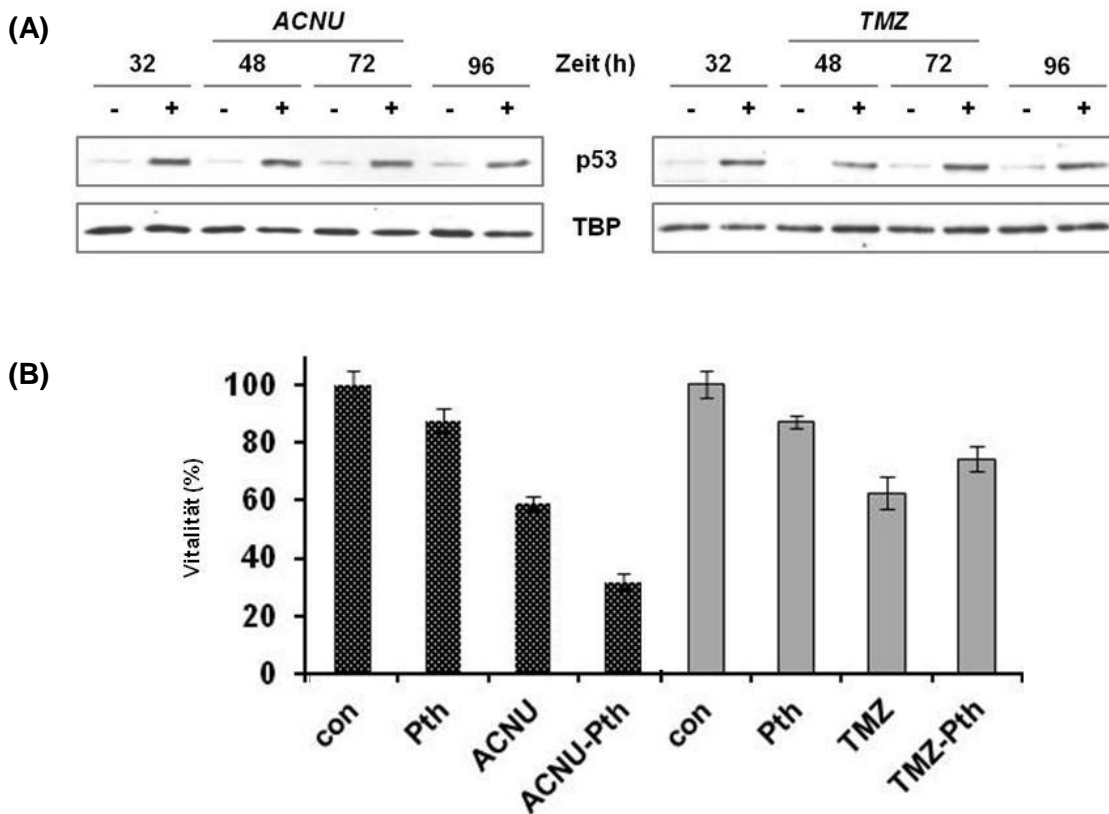 (A)
ACNU TMZ
32 48 72 96 Zeit (h) 32 48 72 96
- + - + - + - + - + - + - + - +
p53
TBP
(B)
Vitalität (%)
100
80
60
40
20
0
con Pth ACNU ACNU-Pth con Pth TMZ TMZ-Pth